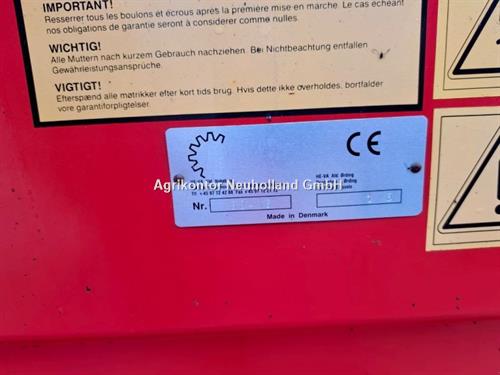 IMPORTANT!
Resserrer tous les boulons et écrous après la première mise en marche. Le cas échéant
nos obligations de garantie seront à considérer comme nulles.
WICHTIG!
Alle Muttern nach kurzem Gebrauch nachziehen. Bei Nichtbeachtung entfallen
Gewährleistungsansprüche.
VIGTIGT!
Efterspænd alle møtrikker efter kort tids brug. Hvis dette ikke overholdes, bortfalder
vore garantiforpligtelser.
CE
Agrikontor Neuholland GmbH
Nr.
Made in Denmark